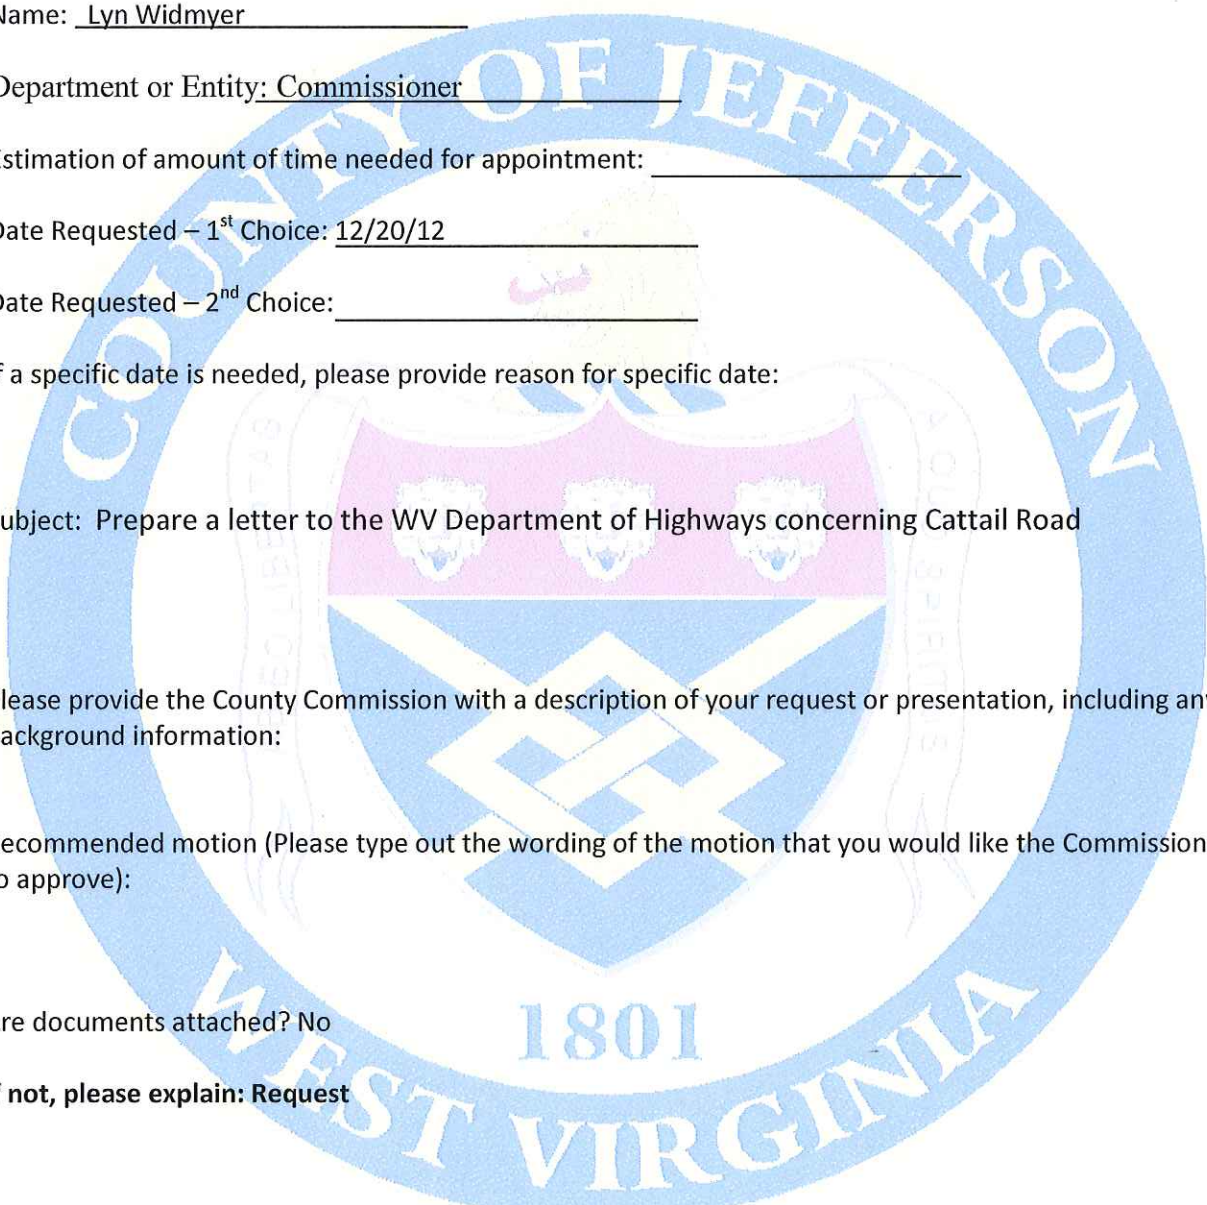 Name: Lyn Widmyer
Department or Entity: Commissioner
Estimation of amount of time needed for appointment:
Date Requested – 1st Choice: 12/20/12
Date Requested – 2nd Choice:
f a specific date is needed, please provide reason for specific date:
ubject: Prepare a letter to the WV Department of Highways concerning Cattail Road
lease provide the County Commission with a description of your request or presentation, including any
ackground information:
ecommended motion (Please type out the wording of the motion that you would like the Commission
o approve):
re documents attached? No
f not, please explain: Request
COUNTY OF JEFFERSON
1801
WEST VIRGINIA